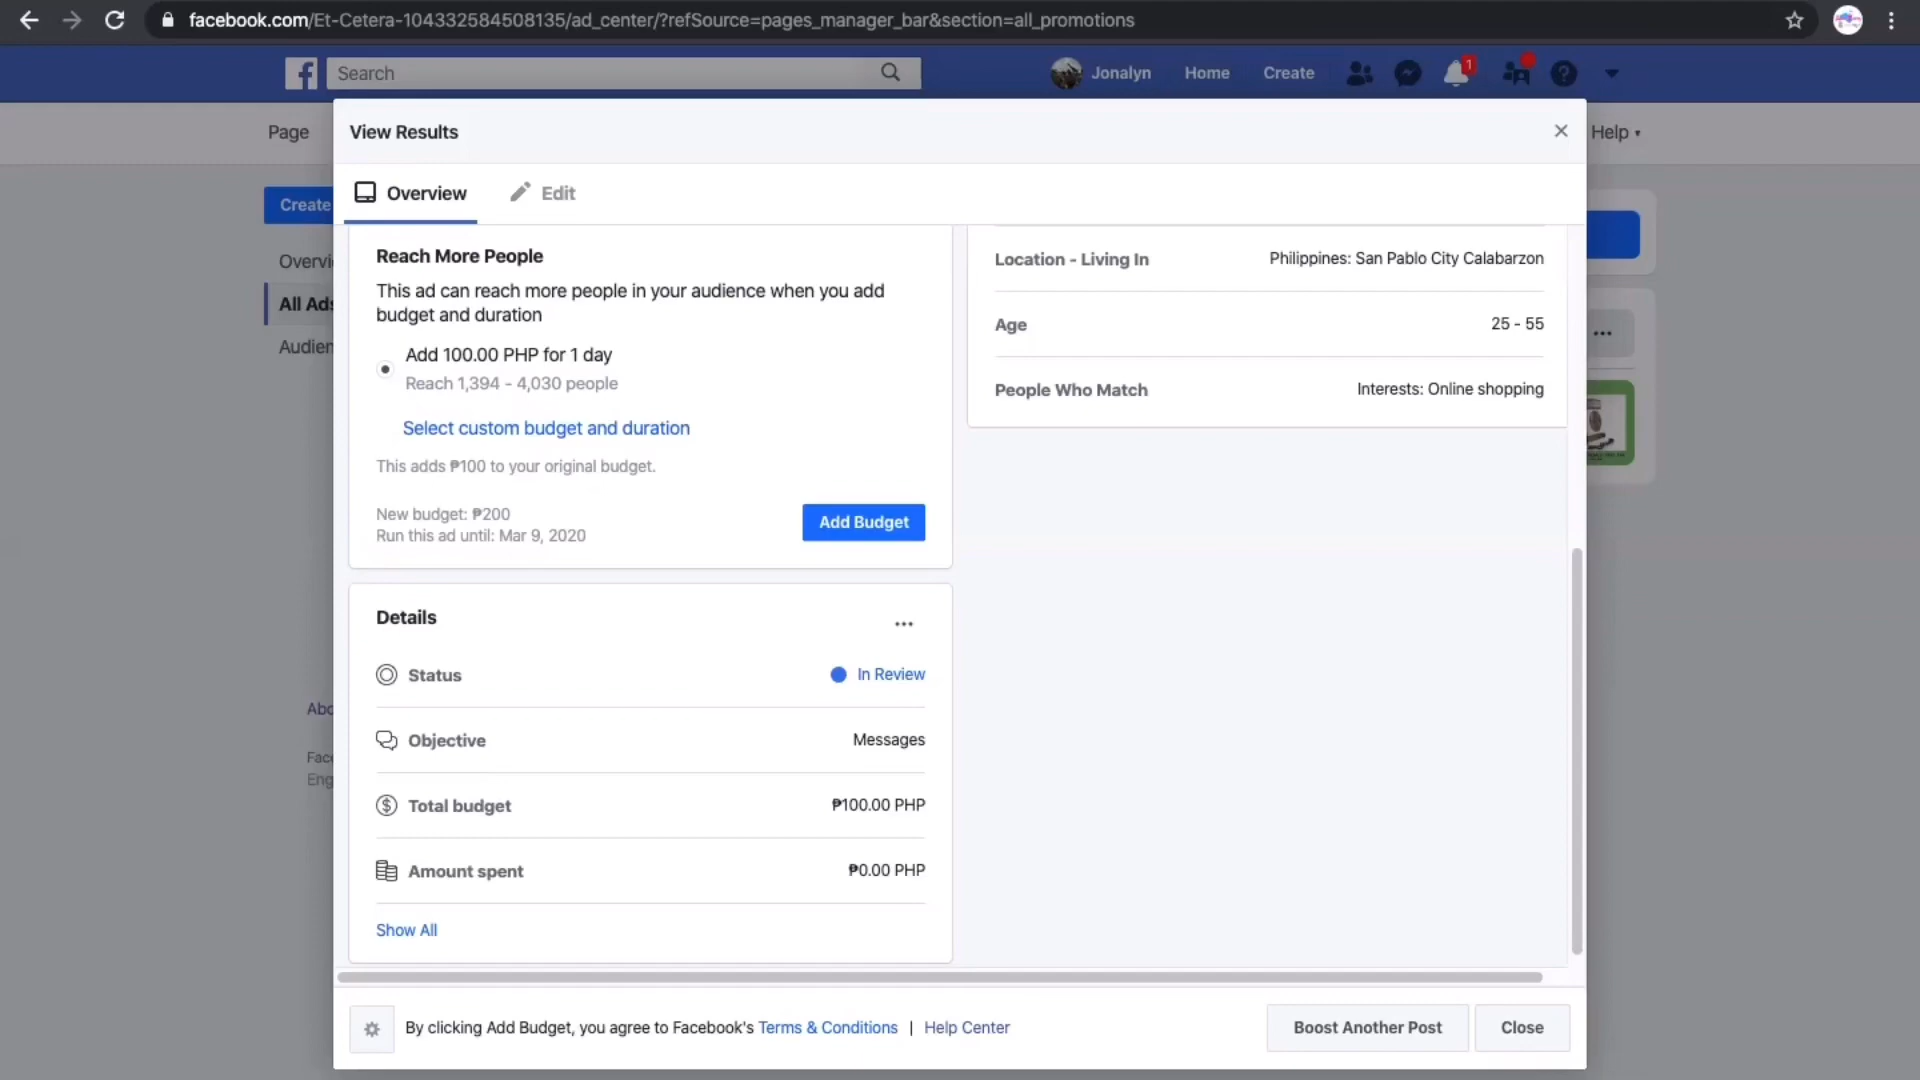 facebook.com/Et-Cetera-104332584508135/ad_center/?refSource=pages_manager_bar&section=all_promotions
Search
Jonalyn
Home
Create
1
Page
Help
View Results
Overview
Edit
Create
Overvi
All Ads
Audien
Reach More People
This ad can reach more people in your audience when you add
budget and duration
Add 100.00 PHP for 1 day
Reach 1,394 - 4,030 people
Select custom budget and duration
This adds ₱100 to your original budget.
New budget: ₱200
Run this ad until: Mar 9, 2020
Add Budget
Location - Living In
Philippines: San Pablo City Calabarzon
Age
25 - 55
People Who Match
Interests: Online shopping
Details
Status
In Review
Objective
Messages
Total budget
₱100.00 PHP
Amount spent
₱0.00 PHP
Show All
Abo
Face
Eng
By clicking Add Budget, you agree to Facebook's Terms & Conditions | Help Center
Boost Another Post
Close